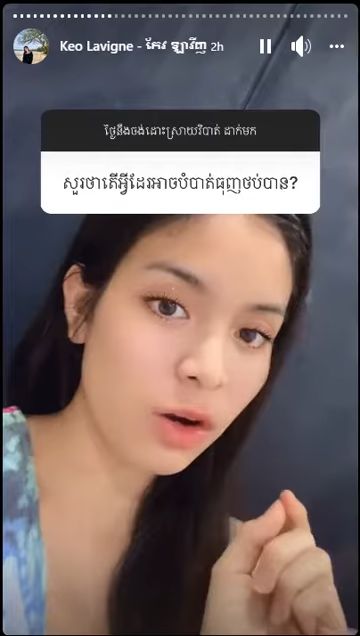 Keo Lavigne - កែវ ឡាវីញ 2h
ថ្ងៃនឹងចង់ដោះស្រាយវិបាត់ ដាក់មក
សួរថាតើអ្វីដែរអាចបំបាត់ធុញថប់បាន?